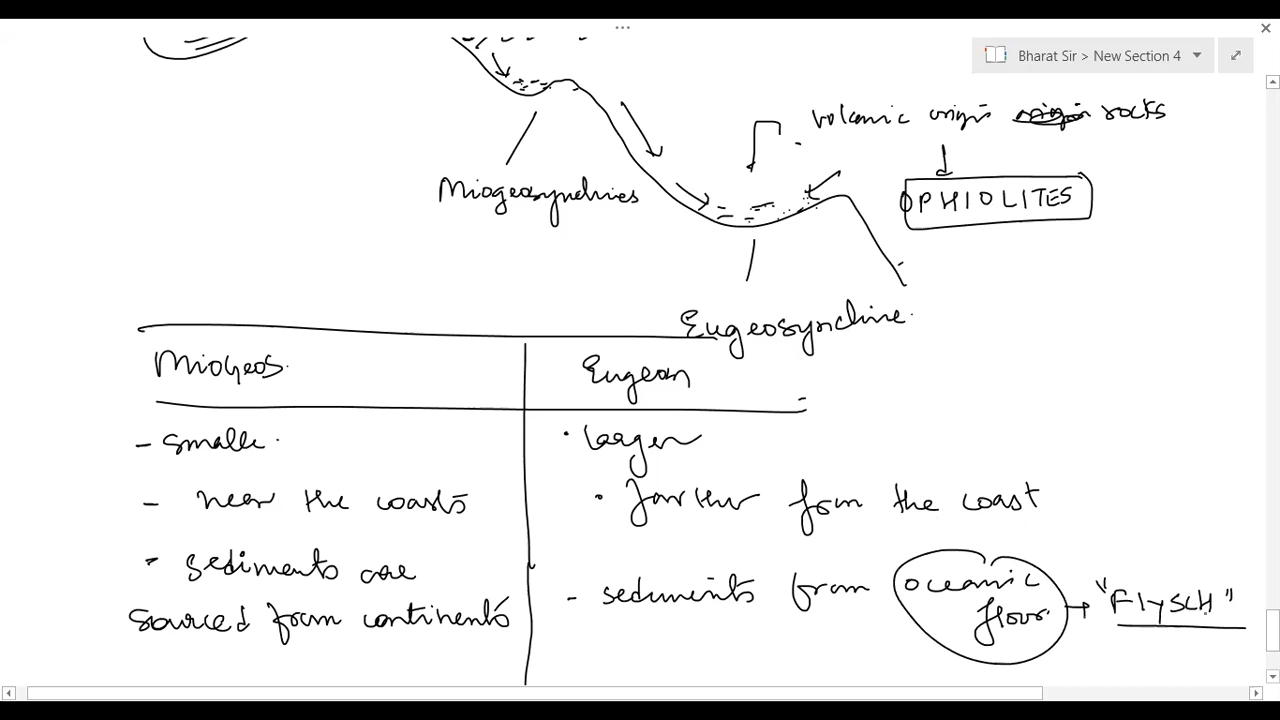 Bharat Sir > New Section 4
volcanic origin rocks
OPHIOLITES
Miogeosynclines
Eugeosyncline.
MioGeos. Eugeon
- smaller · larger
- near the coasts · farther from the coast
- sediments are
sourced from continents
- sediments from oceanic
floor. → "FlySCH"